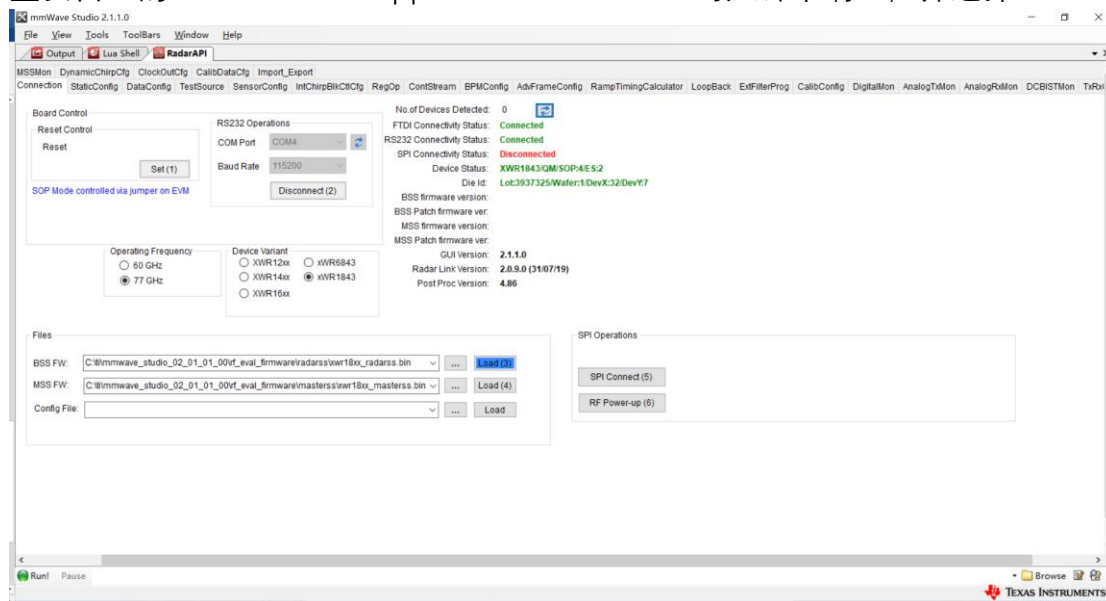 mmWave Studio 2.1.1.0
File View Tools ToolBars Window Help
Output Lua Shell RadarAPI
MSSMon DynamicChirpCfg ClockOutCfg CalibDataCfg Import_Export
Connection StaticConfig DataConfig TestSource SensorConfig IntChirpBlkCtlCfg RegOp ContStream BPMConfig AdvFrameConfig RampTimingCalculator LoopBack ExtFilterProg CalibConfig DigitalMon AnalogTxMon AnalogRxMon DCBISTMon
Board Control
Reset Control
Reset
Set (1)
SOP Mode controlled via jumper on EVM
RS232 Operations
COM Port COM4
Baud Rate 115200
Disconnect (2)
No.of Devices Detected: 0
FTDI Connectivity Status: Connected
RS232 Connectivity Status: Connected
SPI Connectivity Status: Disconnected
Device Status: XWR1843/QM/SOP:4/ES:2
Die Id: Lot:3937325/Wafer:1/DevX:32/DevY:7
BSS firmware version:
BSS Patch firmware ver:
MSS firmware version:
MSS Patch firmware ver:
GUI Version: 2.1.1.0
Radar Link Version: 2.0.9.0 (31/07/19)
Post Proc Version: 4.86
Operating Frequency
60 GHz
77 GHz
Device Variant
XWR12xx xWR6843
XWR14xx xWR1843
XWR16xx
Files
BSS FW: C:\ti\mmwave_studio_02_01_01_00\rf_eval_firmware\radarss\xwr18xx_radarss.bin ... Load (3)
MSS FW: C:\ti\mmwave_studio_02_01_01_00\rf_eval_firmware\masterss\xwr18xx_masterss.bin ... Load (4)
Config File: ... Load
SPI Operations
SPI Connect (5)
RF Power-up (6)
Run! Pause
Browse
TEXAS INSTRUMENTS